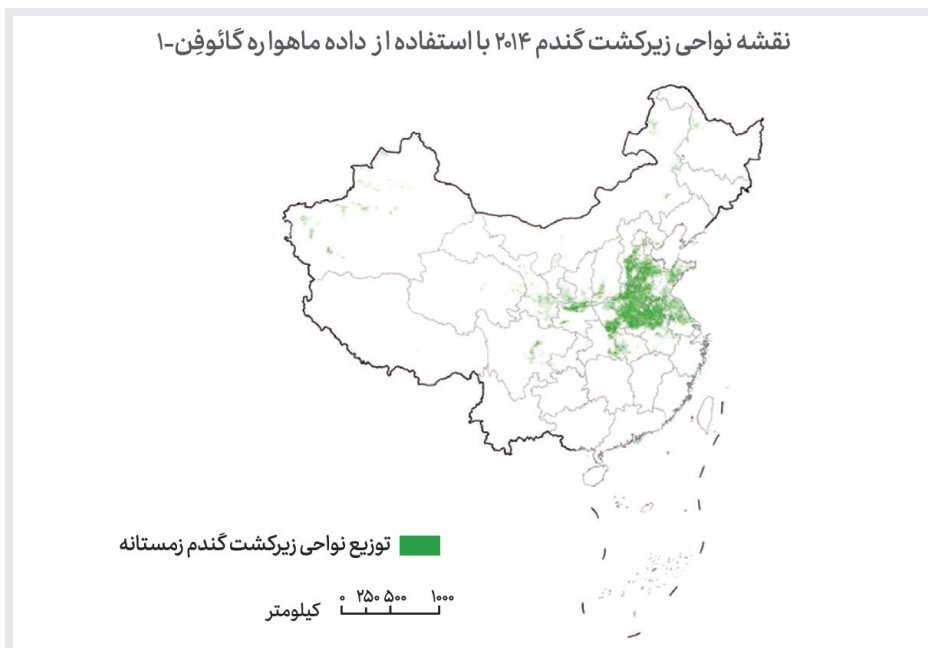 نقشه نواحی زیرکشت گندم ۲۰۱۴ با استفاده از داده ماهواره گائوفِن-۱
توزیع نواحی زیرکشت گندم زمستانه
۰ ۲۵۰ ۵۰۰ ۱۰۰۰
کیلومتر